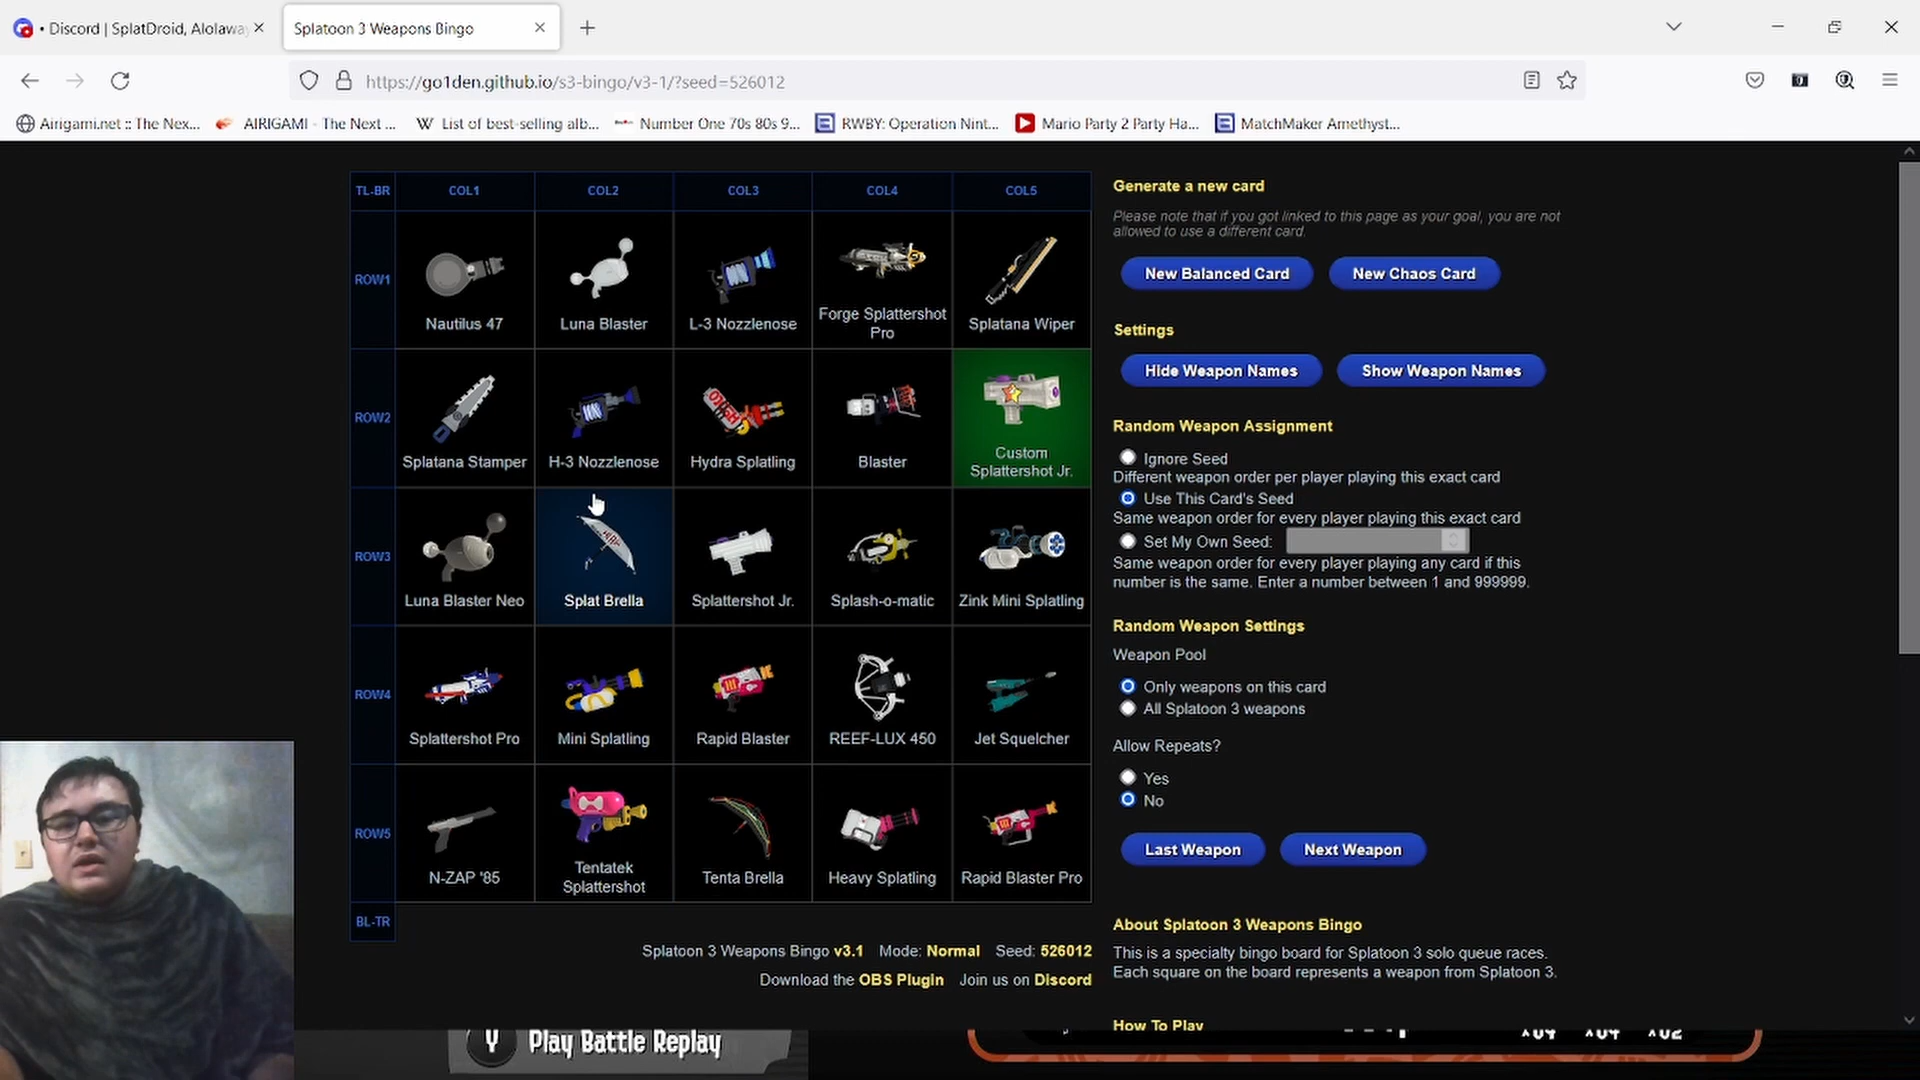 • Discord | SplatDroid, Alolaway
Splatoon 3 Weapons Bingo
https://go1den.github.io/s3-bingo/v3-1/?seed=526012
Airigami.net :: The Nex...
AIRIGAMI - The Next ...
List of best-selling alb...
Number One 70s 80s 9...
RWBY: Operation Nint...
Mario Party 2 Party Ha...
MatchMaker Amethyst...
TL-BR COL1 COL2 COL3 COL4 COL5
ROW1
Nautilus 47
Luna Blaster
L-3 Nozzlenose
Forge Splattershot
Pro
Splatana Wiper
ROW2
Splatana Stamper
H-3 Nozzlenose
Hydra Splatling
Blaster
Custom
Splattershot Jr.
ROW3
Luna Blaster Neo
Splat Brella
Splattershot Jr.
Splash-o-matic
Zink Mini Splatling
ROW4
Splattershot Pro
Mini Splatling
Rapid Blaster
REEF-LUX 450
Jet Squelcher
ROW5
N-ZAP '85
Tentatek
Splattershot
Tenta Brella
Heavy Splatling
Rapid Blaster Pro
BL-TR
Splatoon 3 Weapons Bingo v3.1 Mode: Normal Seed: 526012
Download the OBS Plugin Join us on Discord
Generate a new card
Please note that if you got linked to this page as your goal, you are not
allowed to use a different card.
New Balanced Card New Chaos Card
Settings
Hide Weapon Names Show Weapon Names
Random Weapon Assignment
Ignore Seed
Different weapon order per player playing this exact card
Use This Card's Seed
Same weapon order for every player playing this exact card
Set My Own Seed:
Same weapon order for every player playing any card if this
number is the same. Enter a number between 1 and 999999.
Random Weapon Settings
Weapon Pool
Only weapons on this card
All Splatoon 3 weapons
Allow Repeats?
Yes
No
Last Weapon Next Weapon
About Splatoon 3 Weapons Bingo
This is a specialty bingo board for Splatoon 3 solo queue races.
Each square on the board represents a weapon from Splatoon 3.
How To Play
Y Play Battle Replay